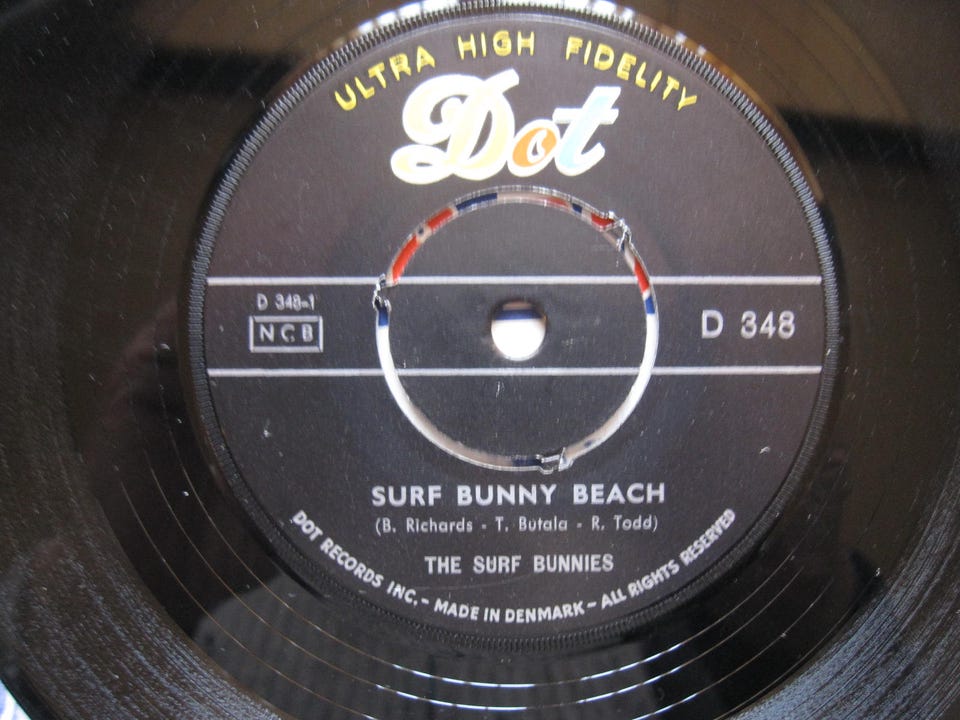 ULTRA HIGH FIDELITY
Dot
D 348-1
NCB
D 348
SURF BUNNY BEACH
(B. Richards - T. Butala - R. Todd)
THE SURF BUNNIES
DOT RECORDS INC. – MADE IN DENMARK – ALL RIGHTS RESERVED